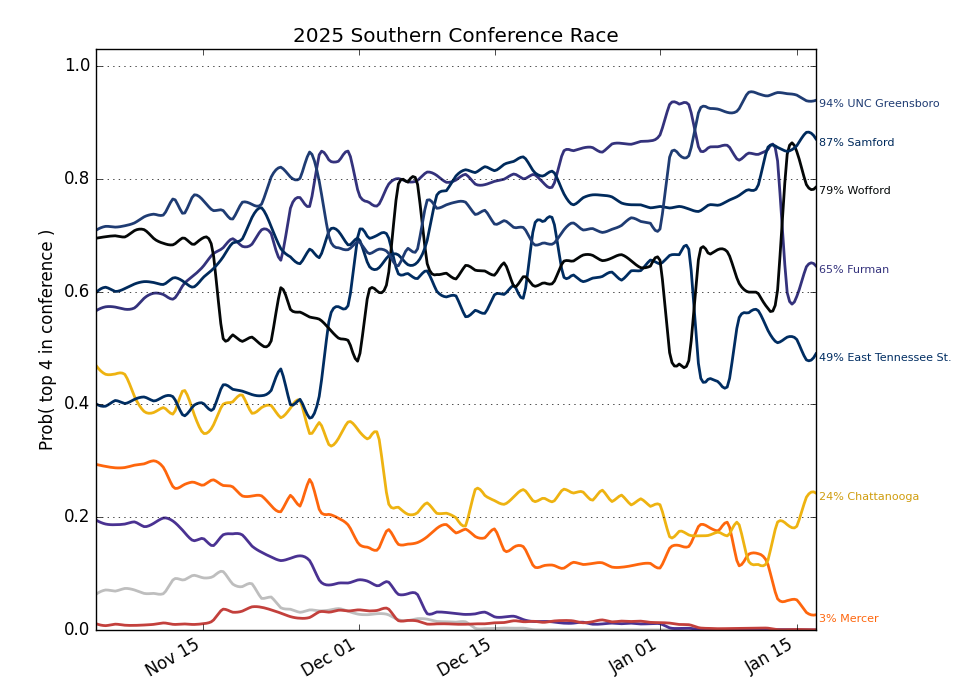 2025 Southern Conference Race
Prob( top 4 in conference )
1.0
0.8
0.6
0.4
0.2
0.0
Nov 15
Dec 01
Dec 15
Jan 01
Jan 15
94% UNC Greensboro
87% Samford
79% Wofford
65% Furman
49% East Tennessee St.
24% Chattanooga
3% Mercer